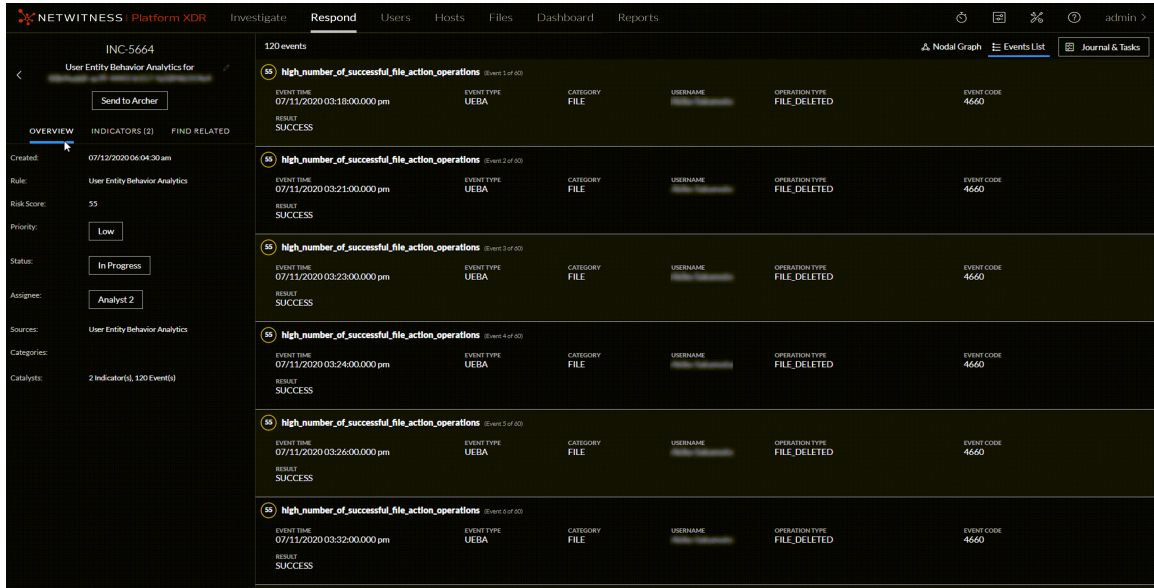 NETWITNESS Platform XDR Investigate Respond Users Hosts Files Dashboard Reports admin >
INC-5664
User Entity Behavior Analytics for
Send to Archer
OVERVIEW INDICATORS (2) FIND RELATED
Created: 07/12/2020 06:04:30 am
Rule: User Entity Behavior Analytics
Risk Score: 55
Priority: Low
Status: In Progress
Assignee: Analyst 2
Sources: User Entity Behavior Analytics
Categories:
Catalysts: 2 Indicator(s), 120 Event(s)
120 events Nodal Graph Events List Journal & Tasks
55 high_number_of_successful_file_action_operations (Event 1 of 60)
EVENT TIME EVENT TYPE CATEGORY USERNAME OPERATION TYPE EVENT CODE
07/11/2020 03:18:00.000 pm UEBA FILE FILE_DELETED 4660
RESULT
SUCCESS
55 high_number_of_successful_file_action_operations (Event 2 of 60)
EVENT TIME EVENT TYPE CATEGORY USERNAME OPERATION TYPE EVENT CODE
07/11/2020 03:21:00.000 pm UEBA FILE FILE_DELETED 4660
RESULT
SUCCESS
55 high_number_of_successful_file_action_operations (Event 3 of 60)
EVENT TIME EVENT TYPE CATEGORY USERNAME OPERATION TYPE EVENT CODE
07/11/2020 03:23:00.000 pm UEBA FILE FILE_DELETED 4660
RESULT
SUCCESS
55 high_number_of_successful_file_action_operations (Event 4 of 60)
EVENT TIME EVENT TYPE CATEGORY USERNAME OPERATION TYPE EVENT CODE
07/11/2020 03:24:00.000 pm UEBA FILE FILE_DELETED 4660
RESULT
SUCCESS
55 high_number_of_successful_file_action_operations (Event 5 of 60)
EVENT TIME EVENT TYPE CATEGORY USERNAME OPERATION TYPE EVENT CODE
07/11/2020 03:26:00.000 pm UEBA FILE FILE_DELETED 4660
RESULT
SUCCESS
55 high_number_of_successful_file_action_operations (Event 6 of 60)
EVENT TIME EVENT TYPE CATEGORY USERNAME OPERATION TYPE EVENT CODE
07/11/2020 03:32:00.000 pm UEBA FILE FILE_DELETED 4660
RESULT
SUCCESS